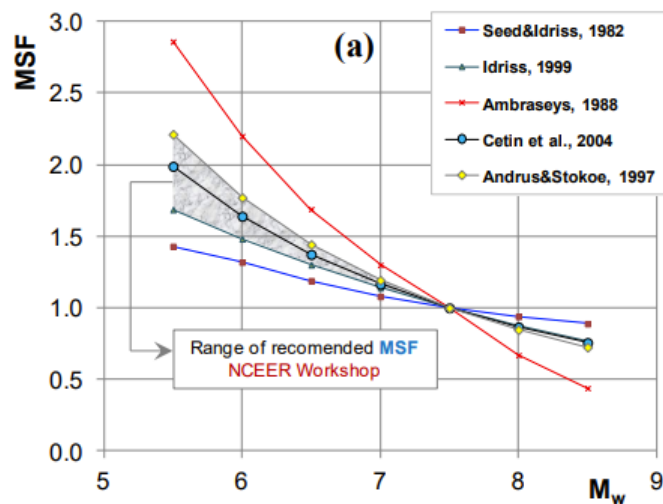 (a)
MSF
3.0
2.5
2.0
1.5
1.0
0.5
0.0
Seed&Idriss, 1982
Idriss, 1999
Ambraseys, 1988
Cetin et al., 2004
Andrus&Stokoe, 1997
Range of recomended MSF
NCEER Workshop
5
6
7
8
9
M_w